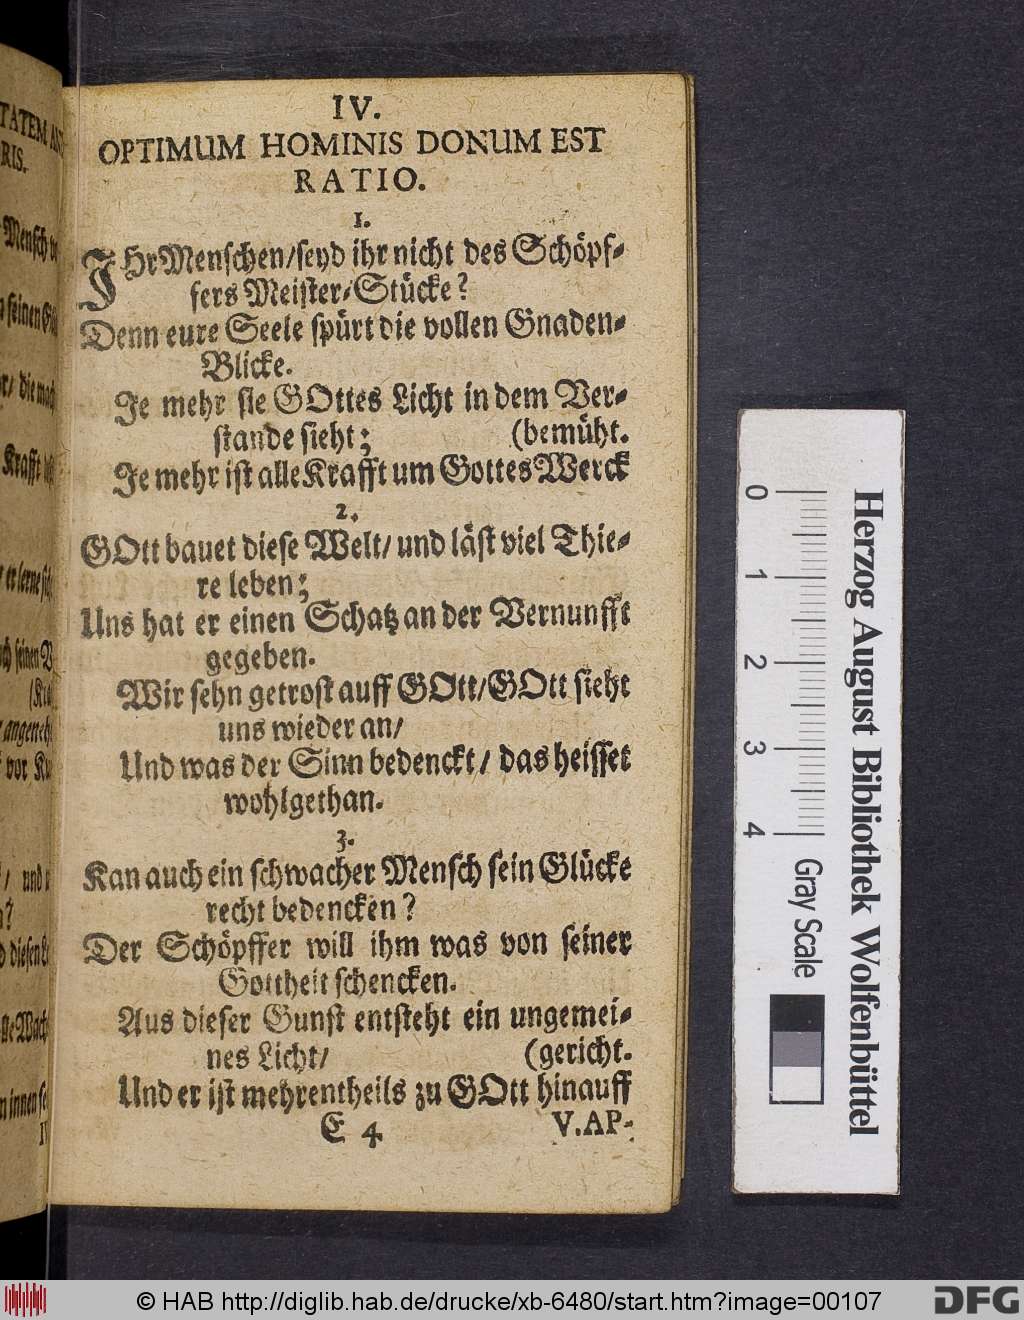 IV.
OPTIMUM HOMINIS DONUM EST
RATIO.
1.
IHr Menschen/seyd ihr nicht des Schöpf-
fers Meister-Stücke?
Denn eure Seele spürt die vollen Gnaden-
Blicke.
Je mehr sie GOttes Licht in dem Ver-
stande sieht; (bemüht.
Je mehr ist alle Krafft um Gottes Werck
2.
GOtt bauet diese Welt/ und läst viel Thie-
re leben;
Uns hat er einen Schatz an der Vernunfft
gegeben.
Wir sehn getrost auff GOtt/GOtt sieht
uns wieder an/
Und was der Sinn bedenckt/ das heisset
wohlgethan.
3.
Kan auch ein schwacher Mensch sein Glücke
recht bedencken?
Der Schöpffer will ihm was von seiner
Gottheit schencken.
Aus dieser Gunst entsteht ein ungemei-
nes Licht/ (gericht.
Und er ist mehrentheils zu GOtt hinauff
E 4 V.AP-
0 1 2 3 4
Gray Scale
Herzog August Bibliothek Wolfenbüttel
© HAB http://diglib.hab.de/drucke/xb-6480/start.htm?image=00107
DFG